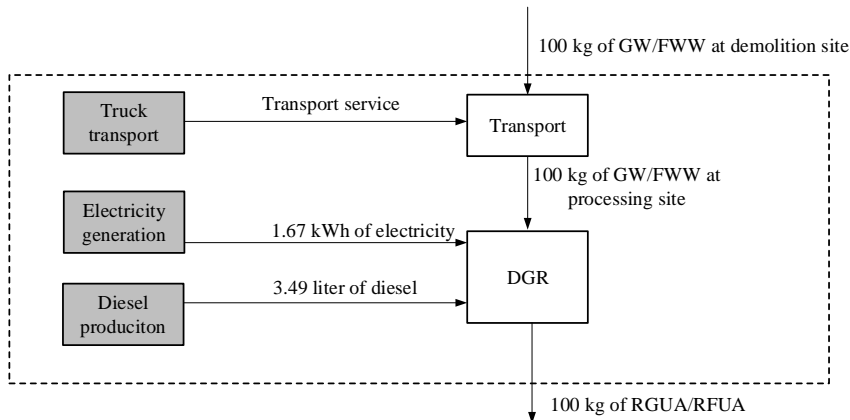 100 kg of GW/FWW at demolition site
Truck
transport
Transport service
Transport
100 kg of GW/FWW at
processing site
Electricity
generation
1.67 kWh of electricity
DGR
3.49 liter of diesel
Diesel
produciton
100 kg of RGUA/RFUA